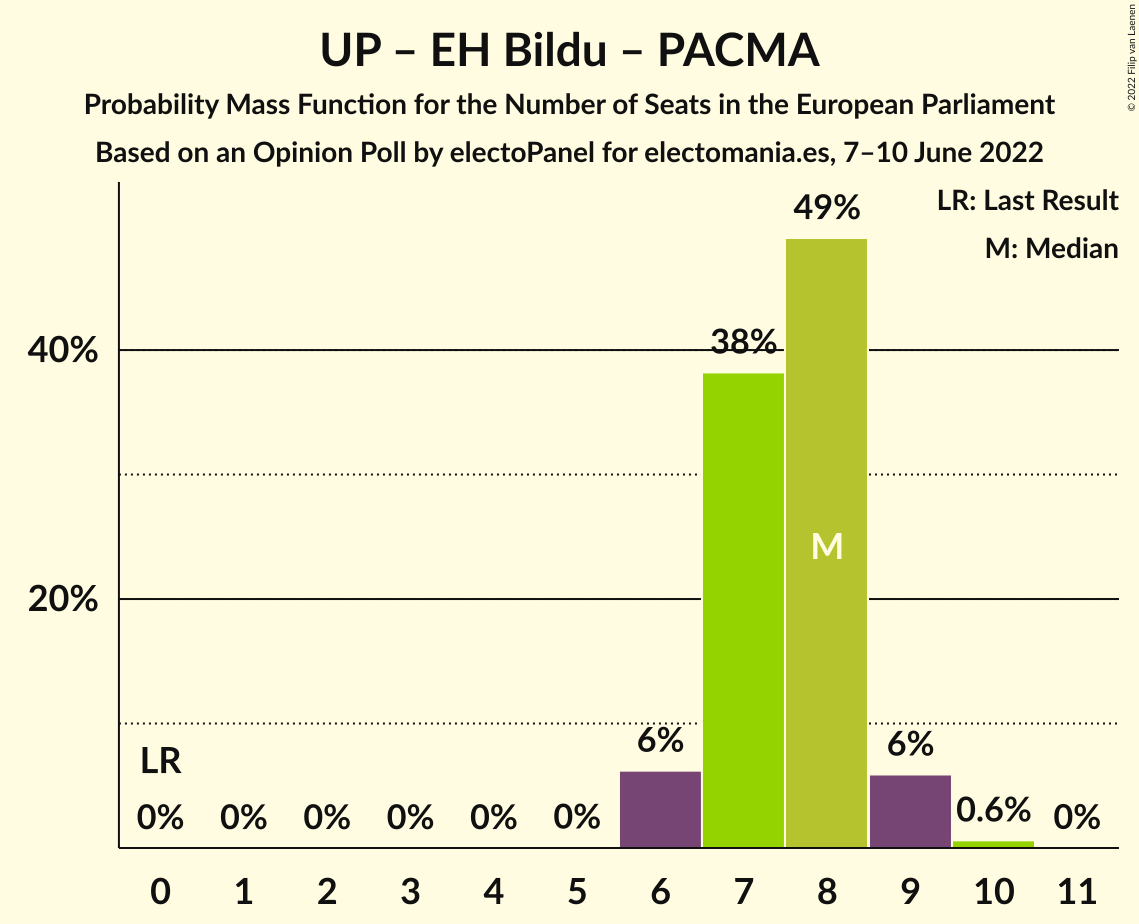 UP – EH Bildu – PACMA
Probability Mass Function for the Number of Seats in the European Parliament
Based on an Opinion Poll by electoPanel for electomania.es, 7–10 June 2022
© 2022 Filip van Laenen
LR: Last Result
M: Median
49%
38%
40%
M
20%
LR
6%
6%
0%
0%
0%
0%
0%
0%
0.6%
0%
0 1 2 3 4 5 6 7 8 9 10 11